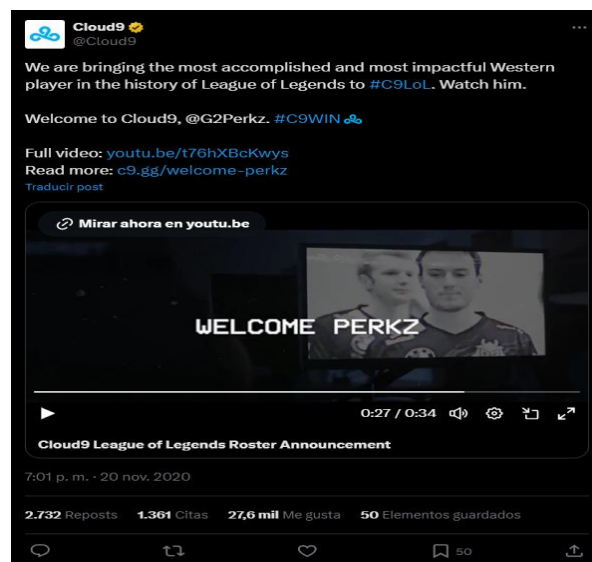 Cloud9
@Cloud9
We are bringing the most accomplished and most impactful Western
player in the history of League of Legends to #C9LoL. Watch him.
Welcome to Cloud9, @G2Perkz. #C9WIN
Full video: youtu.be/t76hXBcKwys
Read more: c9.gg/welcome-perkz
Traducir post
Mirar ahora en youtu.be
WELCOME PERKZ
0:27 / 0:34
Cloud9 League of Legends Roster Announcement
7:01 p. m. · 20 nov. 2020
2.732 Reposts 1.361 Citas 27,6 mil Me gusta 50 Elementos guardados
50